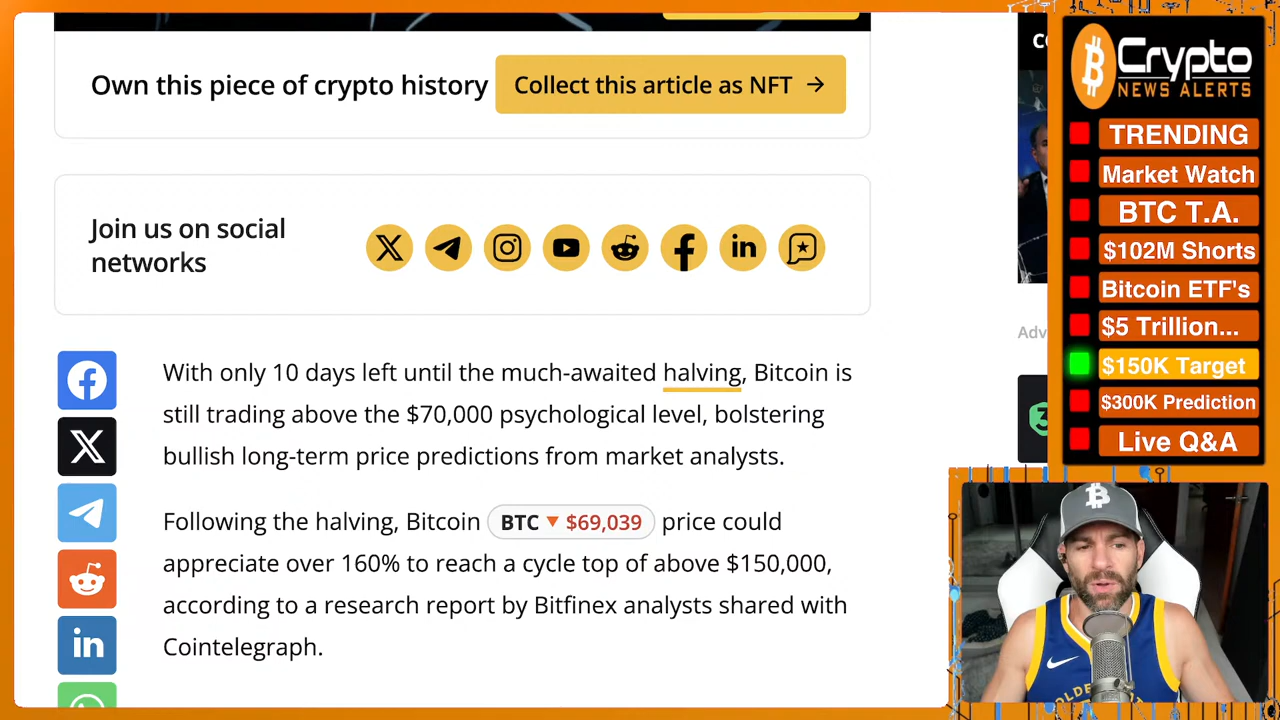 Own this piece of crypto history
Collect this article as NFT →
Join us on social
networks
With only 10 days left until the much-awaited halving, Bitcoin is
still trading above the $70,000 psychological level, bolstering
bullish long-term price predictions from market analysts.
Following the halving, Bitcoin BTC ▼ $69,039 price could
appreciate over 160% to reach a cycle top of above $150,000,
according to a research report by Bitfinex analysts shared with
Cointelegraph.
Crypto
NEWS ALERTS
TRENDING
Market Watch
BTC T.A.
$102M Shorts
Bitcoin ETF's
$5 Trillion...
$150K Target
$300K Prediction
Live Q&A